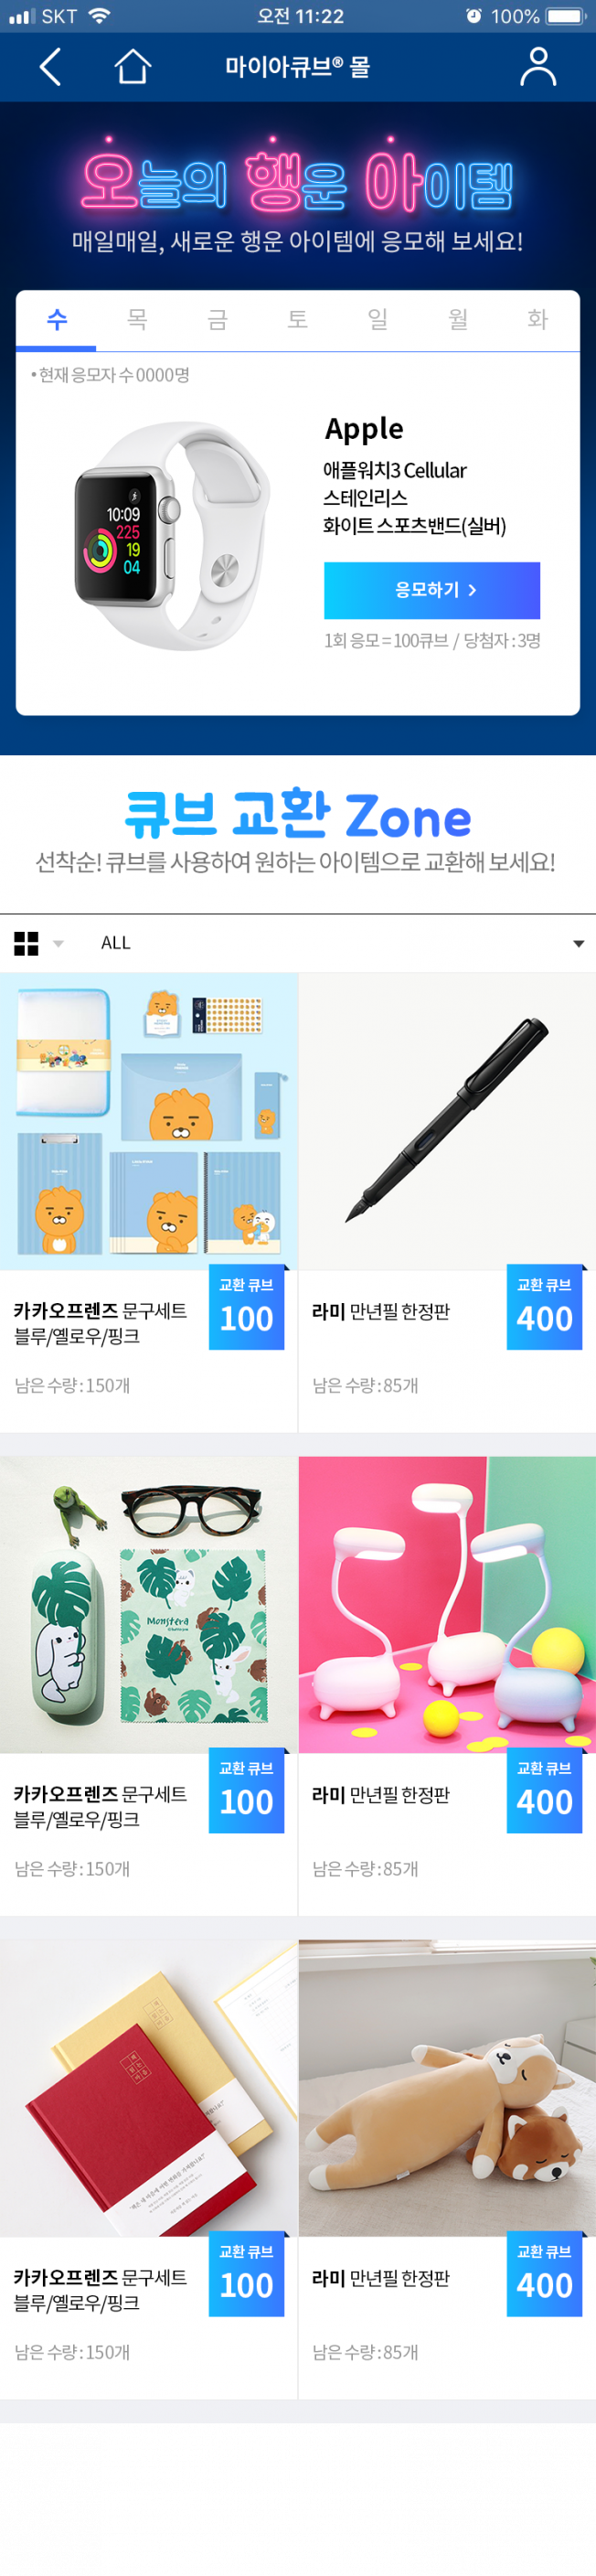 SKT 오전 11:22 100%
마이아큐브® 몰
오늘의 행운 아이템
매일매일, 새로운 행운 아이템에 응모해 보세요!
수 목 금 토 일 월 화
• 현재 응모자 수 0000명
Apple
애플워치3 Cellular
스테인리스
화이트 스포츠밴드(실버)
10:09
225
19
04
응모하기 >
1회 응모 = 100큐브 / 당첨자 : 3명
큐브 교환 Zone
선착순! 큐브를 사용하여 원하는 아이템으로 교환해 보세요!
ALL
카카오프렌즈 문구세트
블루/옐로우/핑크
교환 큐브
100
남은 수량 : 150개
라미 만년필 한정판
교환 큐브
400
남은 수량 : 85개
Monstera
카카오프렌즈 문구세트
블루/옐로우/핑크
교환 큐브
100
남은 수량 : 150개
라미 만년필 한정판
교환 큐브
400
남은 수량 : 85개
카카오프렌즈 문구세트
블루/옐로우/핑크
교환 큐브
100
남은 수량 : 150개
라미 만년필 한정판
교환 큐브
400
남은 수량 : 85개